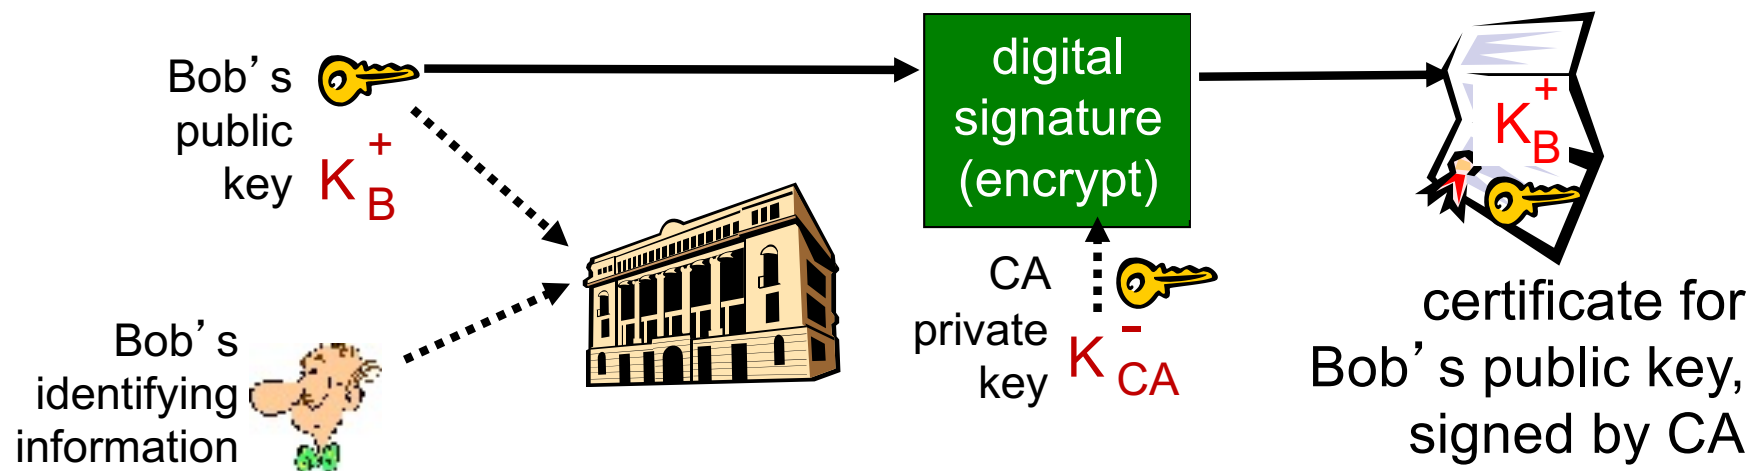 Bob’s
public
key
K
+
B
digital
signature
(encrypt)
K
+
B
Bob’s
identifying
information
CA
private
key
K
-
CA
certificate for
Bob’s public key,
signed by CA